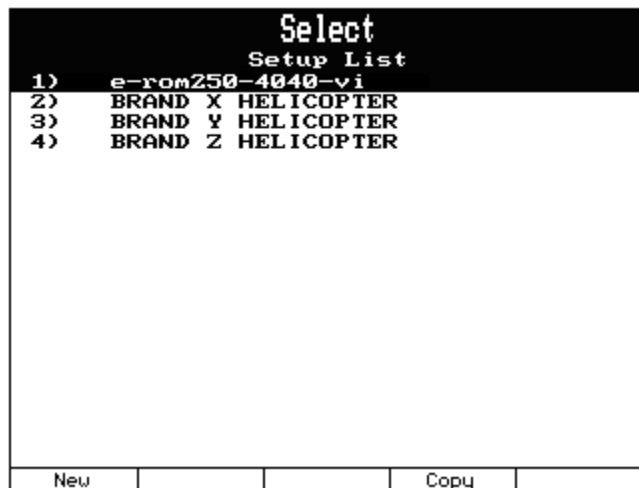 Select
Setup List
1) e-rom250-4040-vi
2) BRAND X HELICOPTER
3) BRAND Y HELICOPTER
4) BRAND Z HELICOPTER
New Copy